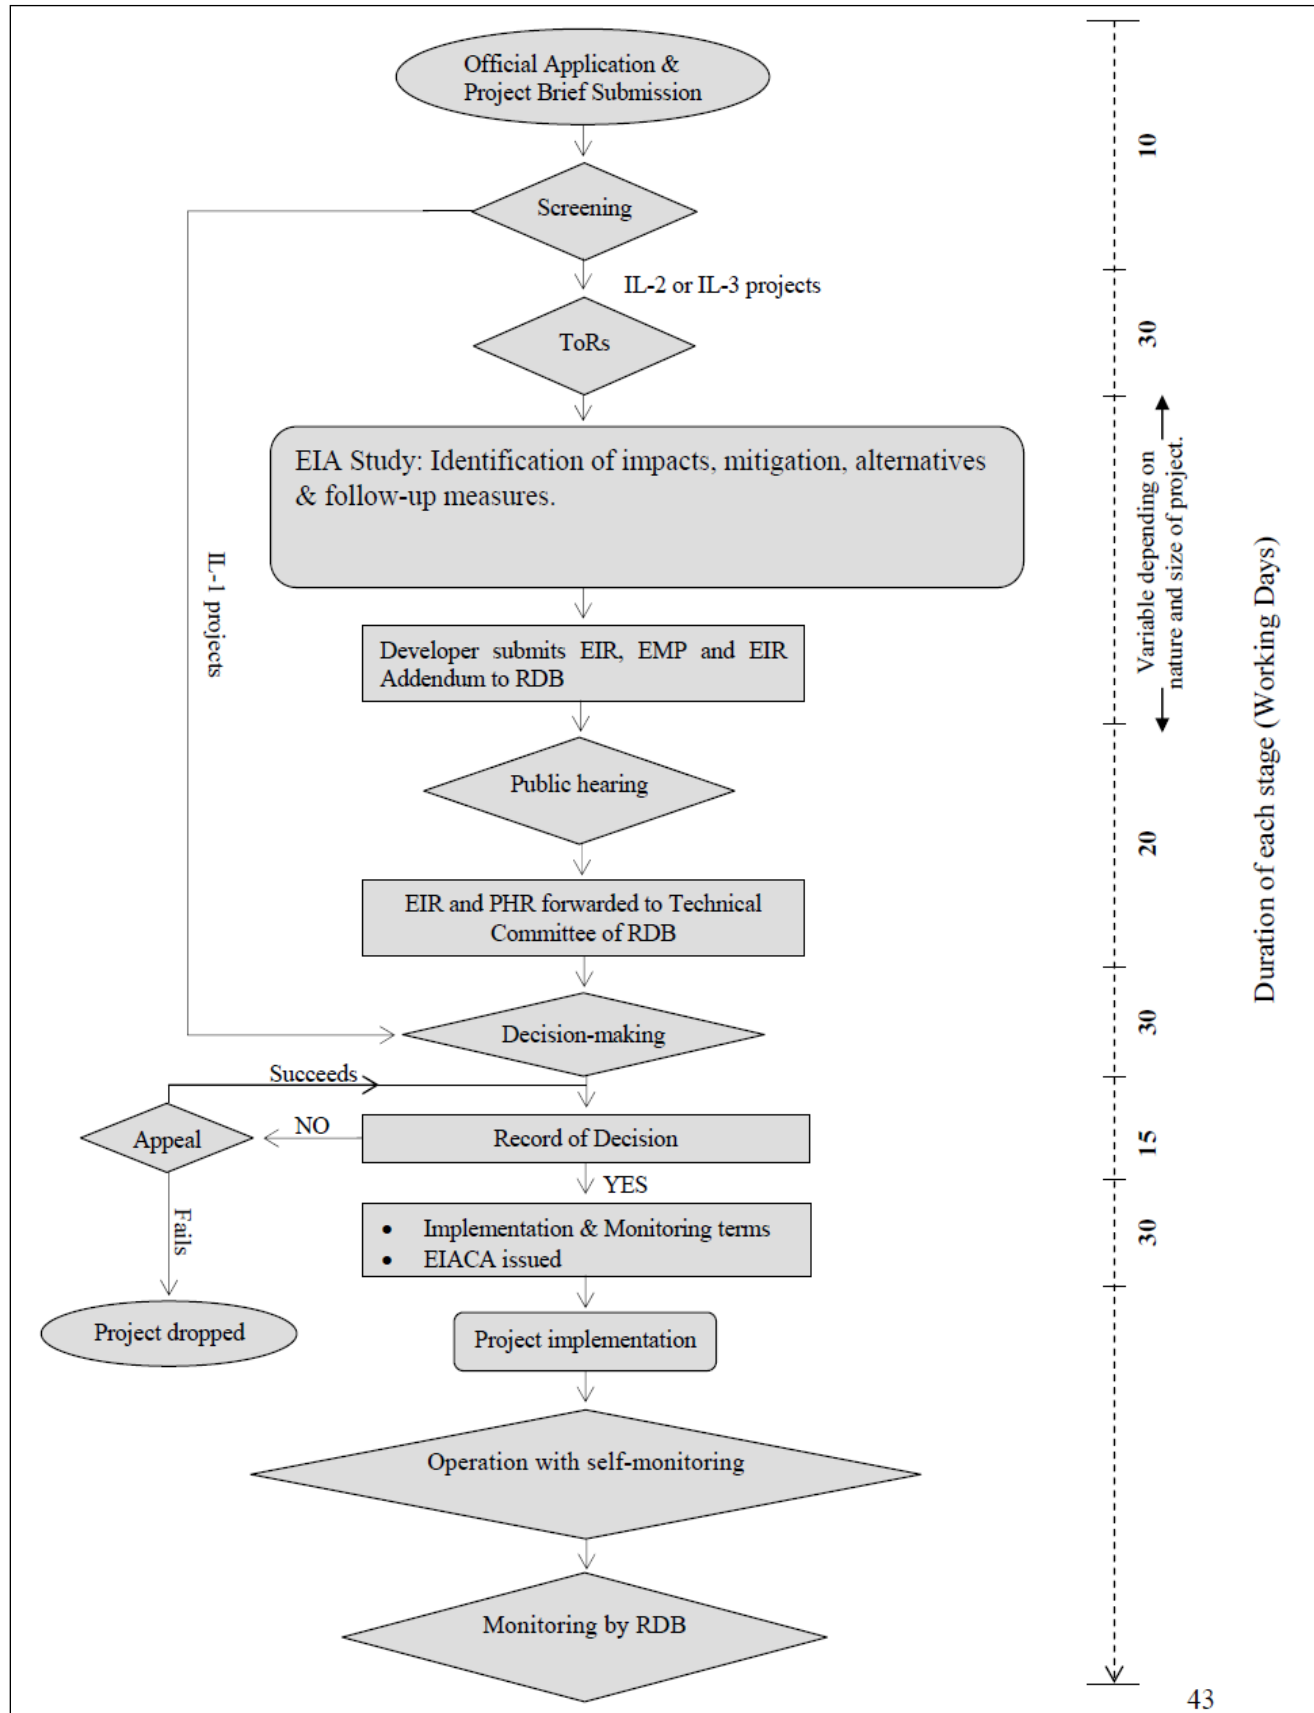 Official Application &
Project Brief Submission
10
Screening
IL-2 or IL-3 projects
ToRs
30
EIA Study: Identification of impacts, mitigation, alternatives
& follow-up measures.
Variable depending on
nature and size of project.
IL-1 projects
Duration of each stage (Working Days)
Developer submits EIR, EMP and EIR
Addendum to RDB
Public hearing
20
EIR and PHR forwarded to Technical
Committee of RDB
Decision-making
30
Succeeds
Appeal
NO
Record of Decision
15
YES
Fails
• Implementation & Monitoring terms
• EIACA issued
30
Project dropped
Project implementation
Operation with self-monitoring
Monitoring by RDB
43